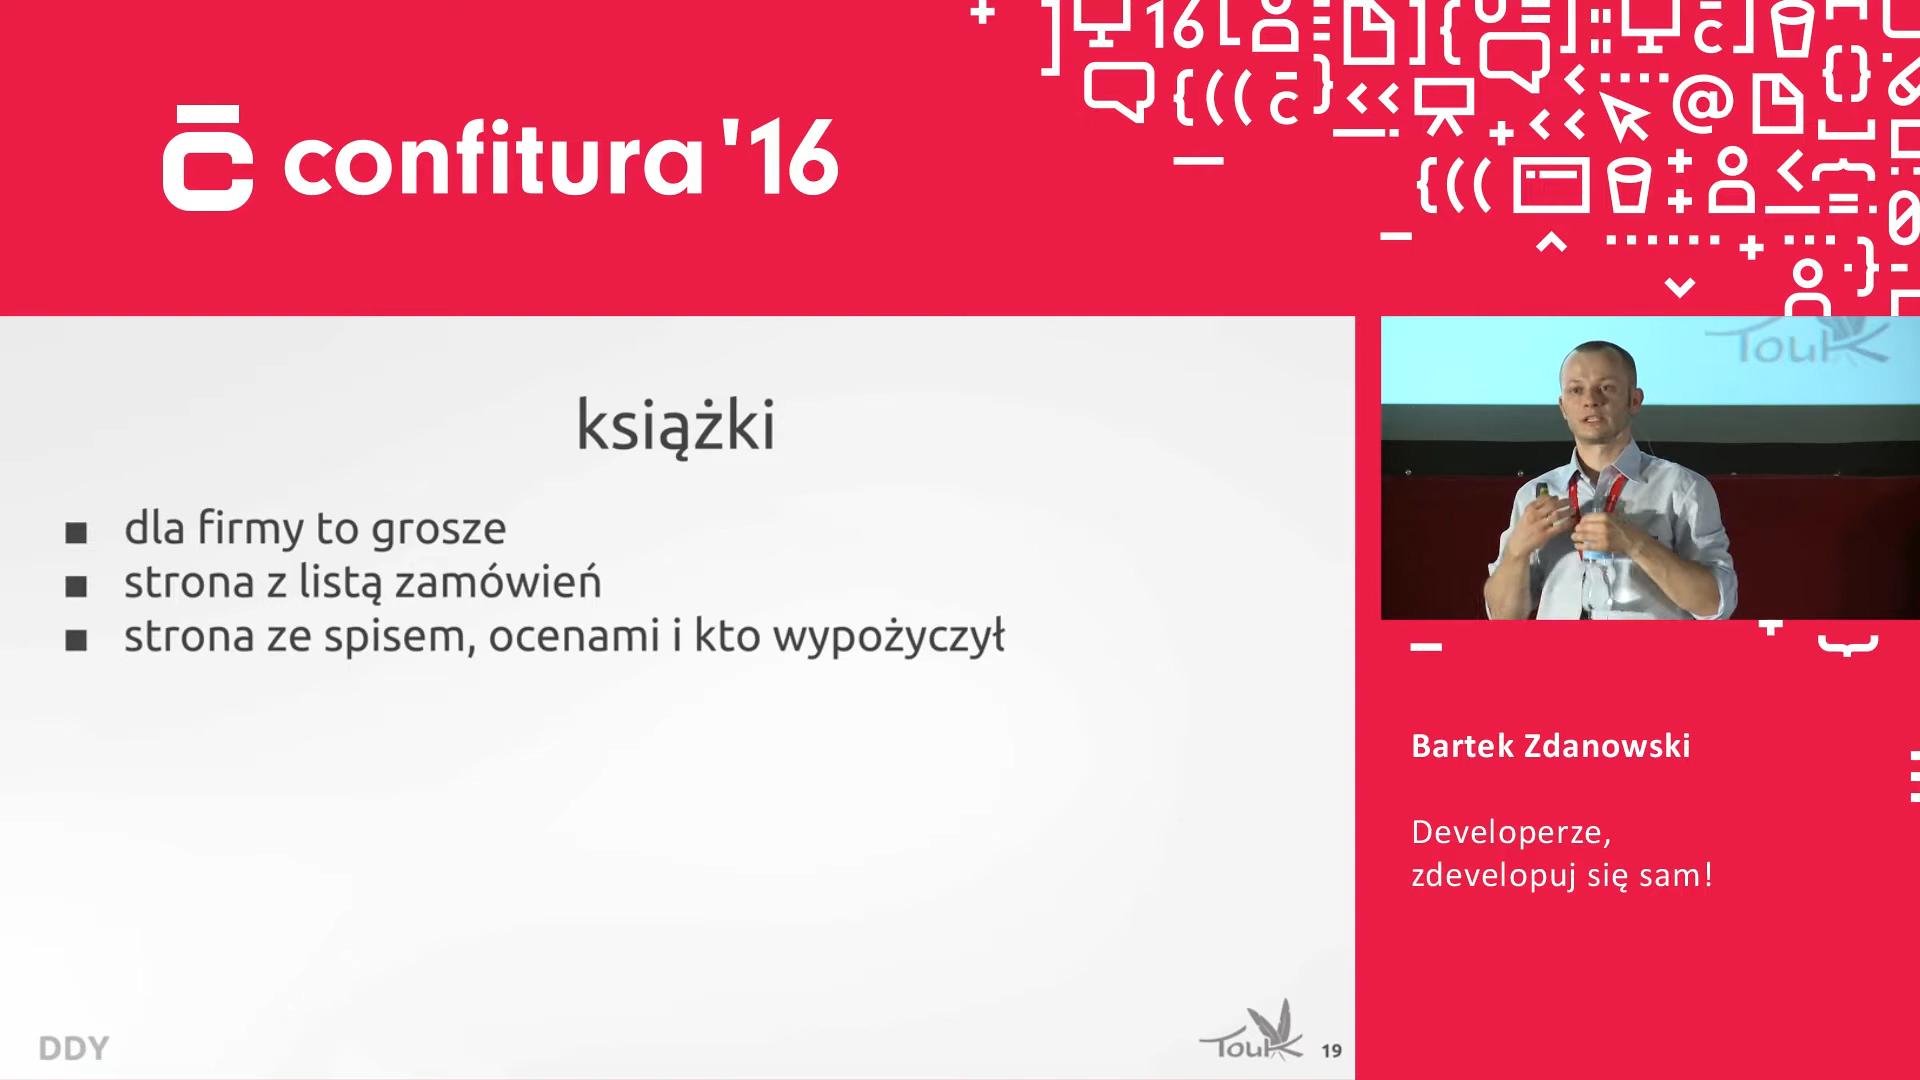 confitura '16
książki
dla firmy to grosze
strona z listą zamówień
strona ze spisem, ocenami i kto wypożyczył
DDY
Touk
19
Touk
Bartek Zdanowski
Developerze,
zdevelopuj się sam!